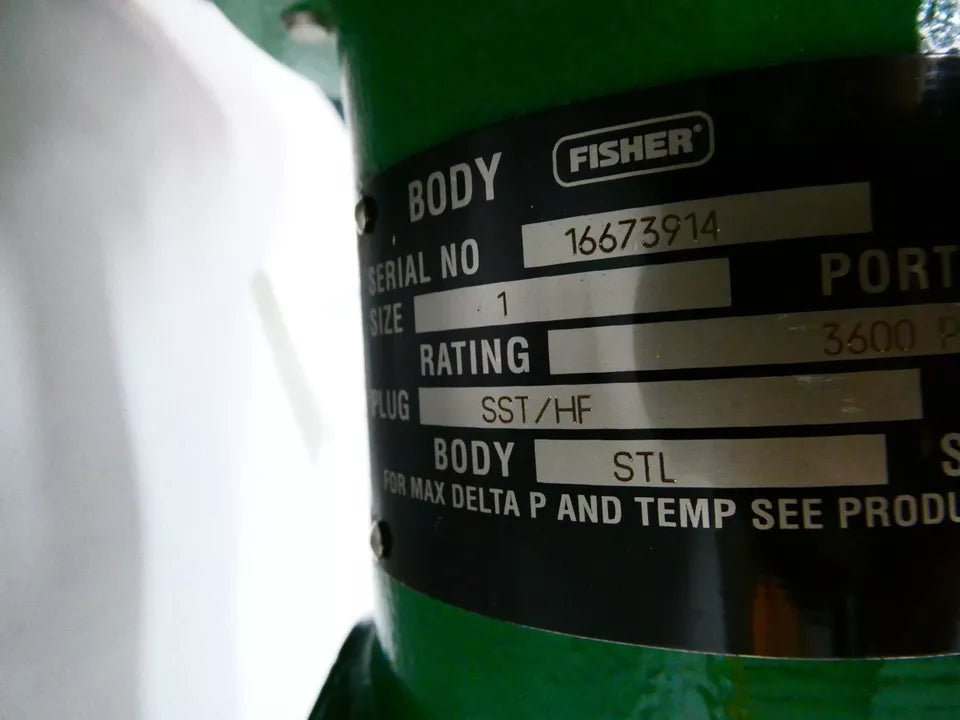 BODY FISHER®
SERIAL NO 16673914
SIZE 1 PORT
RATING 3600 P
PLUG SST/HF
BODY STL S
FOR MAX DELTA P AND TEMP SEE PRODU